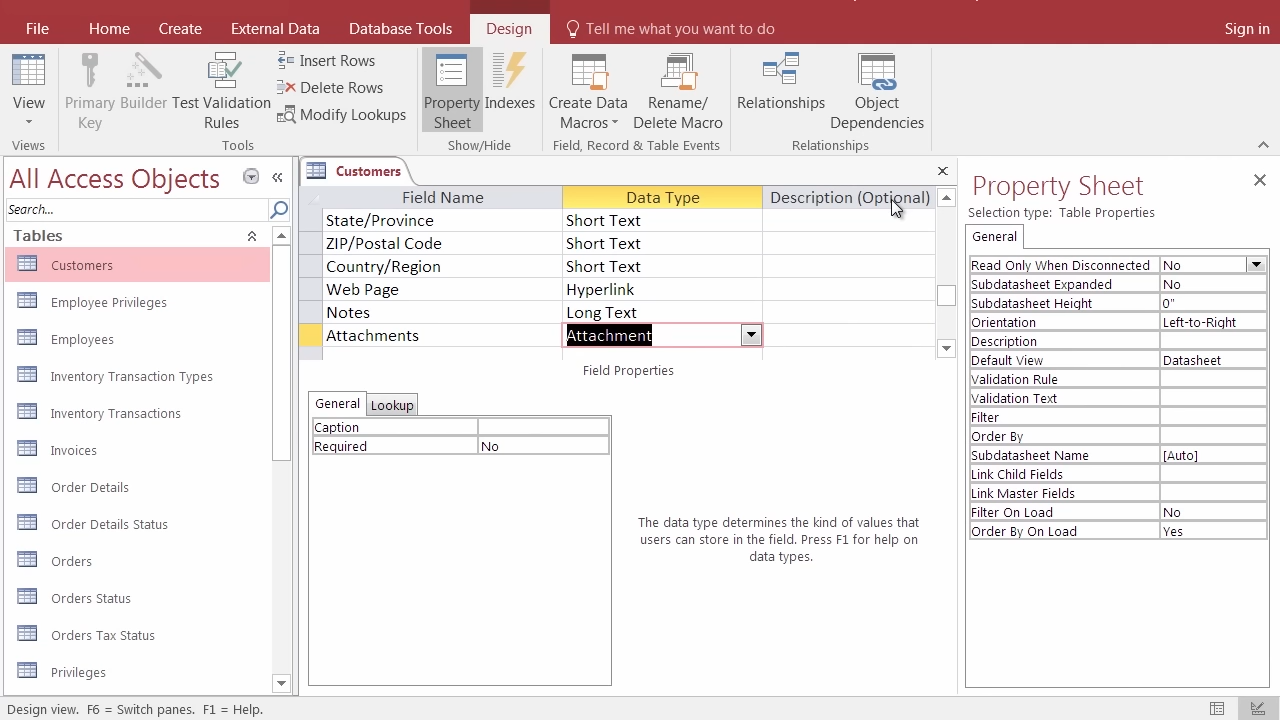 File Home Create External Data Database Tools Design Tell me what you want to do Sign in
View
Primary Key
Builder
Test Validation Rules
Insert Rows
Delete Rows
Modify Lookups
Property Sheet
Indexes
Create Data Macros
Rename/ Delete Macro
Relationships
Object Dependencies
Views Tools Show/Hide Field, Record & Table Events Relationships
All Access Objects
Search...
Tables
Customers
Employee Privileges
Employees
Inventory Transaction Types
Inventory Transactions
Invoices
Order Details
Order Details Status
Orders
Orders Status
Orders Tax Status
Privileges
Customers
Field Name Data Type Description (Optional)
State/Province Short Text
ZIP/Postal Code Short Text
Country/Region Short Text
Web Page Hyperlink
Notes Long Text
Attachments Attachment
Field Properties
General Lookup
Caption
Required No
The data type determines the kind of values that
users can store in the field. Press F1 for help on
data types.
Property Sheet
Selection type: Table Properties
General
Read Only When Disconnected No
Subdatasheet Expanded No
Subdatasheet Height 0"
Orientation Left-to-Right
Description
Default View Datasheet
Validation Rule
Validation Text
Filter
Order By
Subdatasheet Name [Auto]
Link Child Fields
Link Master Fields
Filter On Load No
Order By On Load Yes
Design view. F6 = Switch panes. F1 = Help.